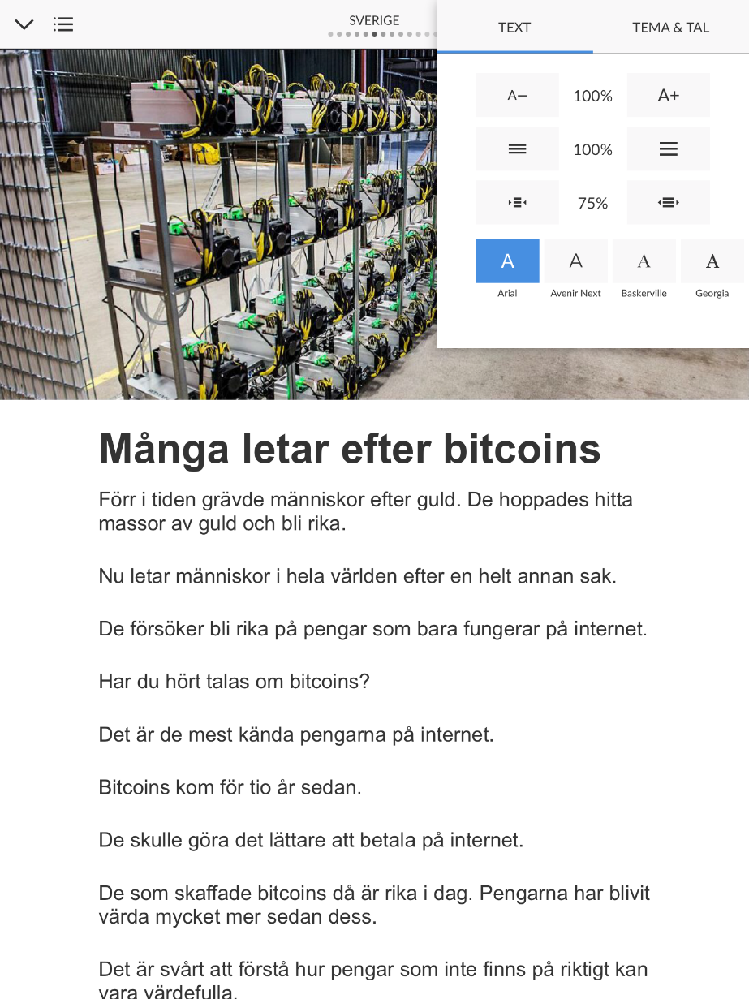 SVERIGE
TEXT
TEMA & TAL
A— 100% A+
100%
75%
A A A A
Arial Avenir Next Baskerville Georgia
Många letar efter bitcoins
Förr i tiden grävde människor efter guld. De hoppades hitta
massor av guld och bli rika.
Nu letar människor i hela världen efter en helt annan sak.
De försöker bli rika på pengar som bara fungerar på internet.
Har du hört talas om bitcoins?
Det är de mest kända pengarna på internet.
Bitcoins kom för tio år sedan.
De skulle göra det lättare att betala på internet.
De som skaffade bitcoins då är rika i dag. Pengarna har blivit
värda mycket mer sedan dess.
Det är svårt att förstå hur pengar som inte finns på riktigt kan
vara värdefulla.